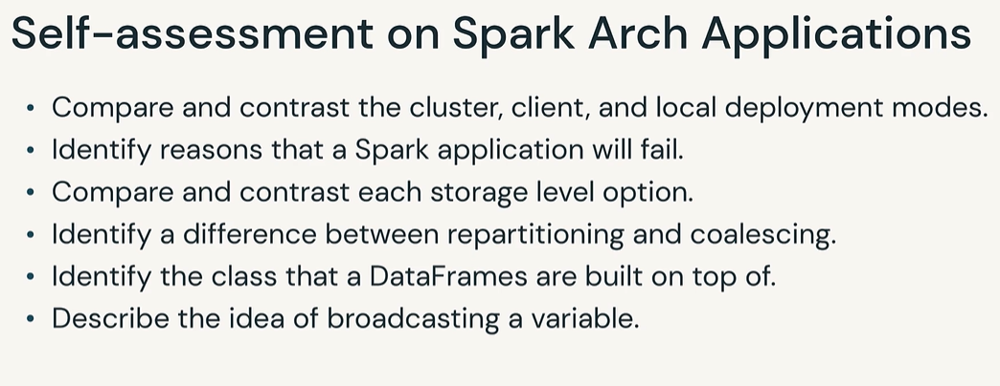 Self-assessment on Spark Arch Applications
• Compare and contrast the cluster, client, and local deployment modes.
• Identify reasons that a Spark application will fail.
• Compare and contrast each storage level option.
• Identify a difference between repartitioning and coalescing.
• Identify the class that a DataFrames are built on top of.
• Describe the idea of broadcasting a variable.